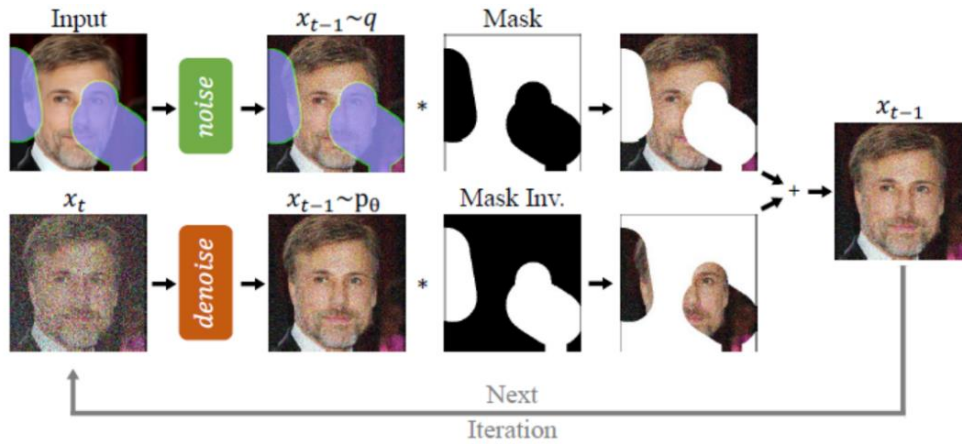 Input
x_{t-1}~q
Mask
noise
*
x_{t-1}
+
x_t
x_{t-1}~p_θ
Mask Inv.
denoise
*
Next
Iteration